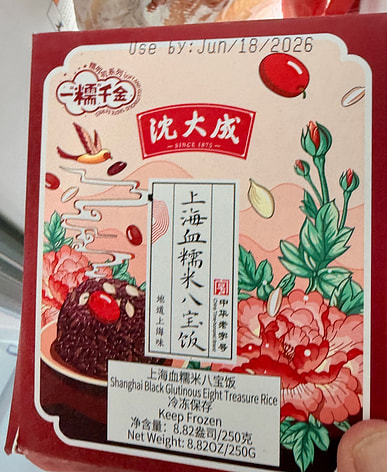 Use by:Jun/18/2026
一糯千金
沈大成
SINCE 1875
上海血糯米八宝饭
地道上海味
中华老字号
上海血糯米八宝饭
Shanghai Black Glutinous Eight Treasure Rice
冷冻保存
Keep Frozen
净含量：8.82盎司/250克
Net Weight: 8.82OZ/250G